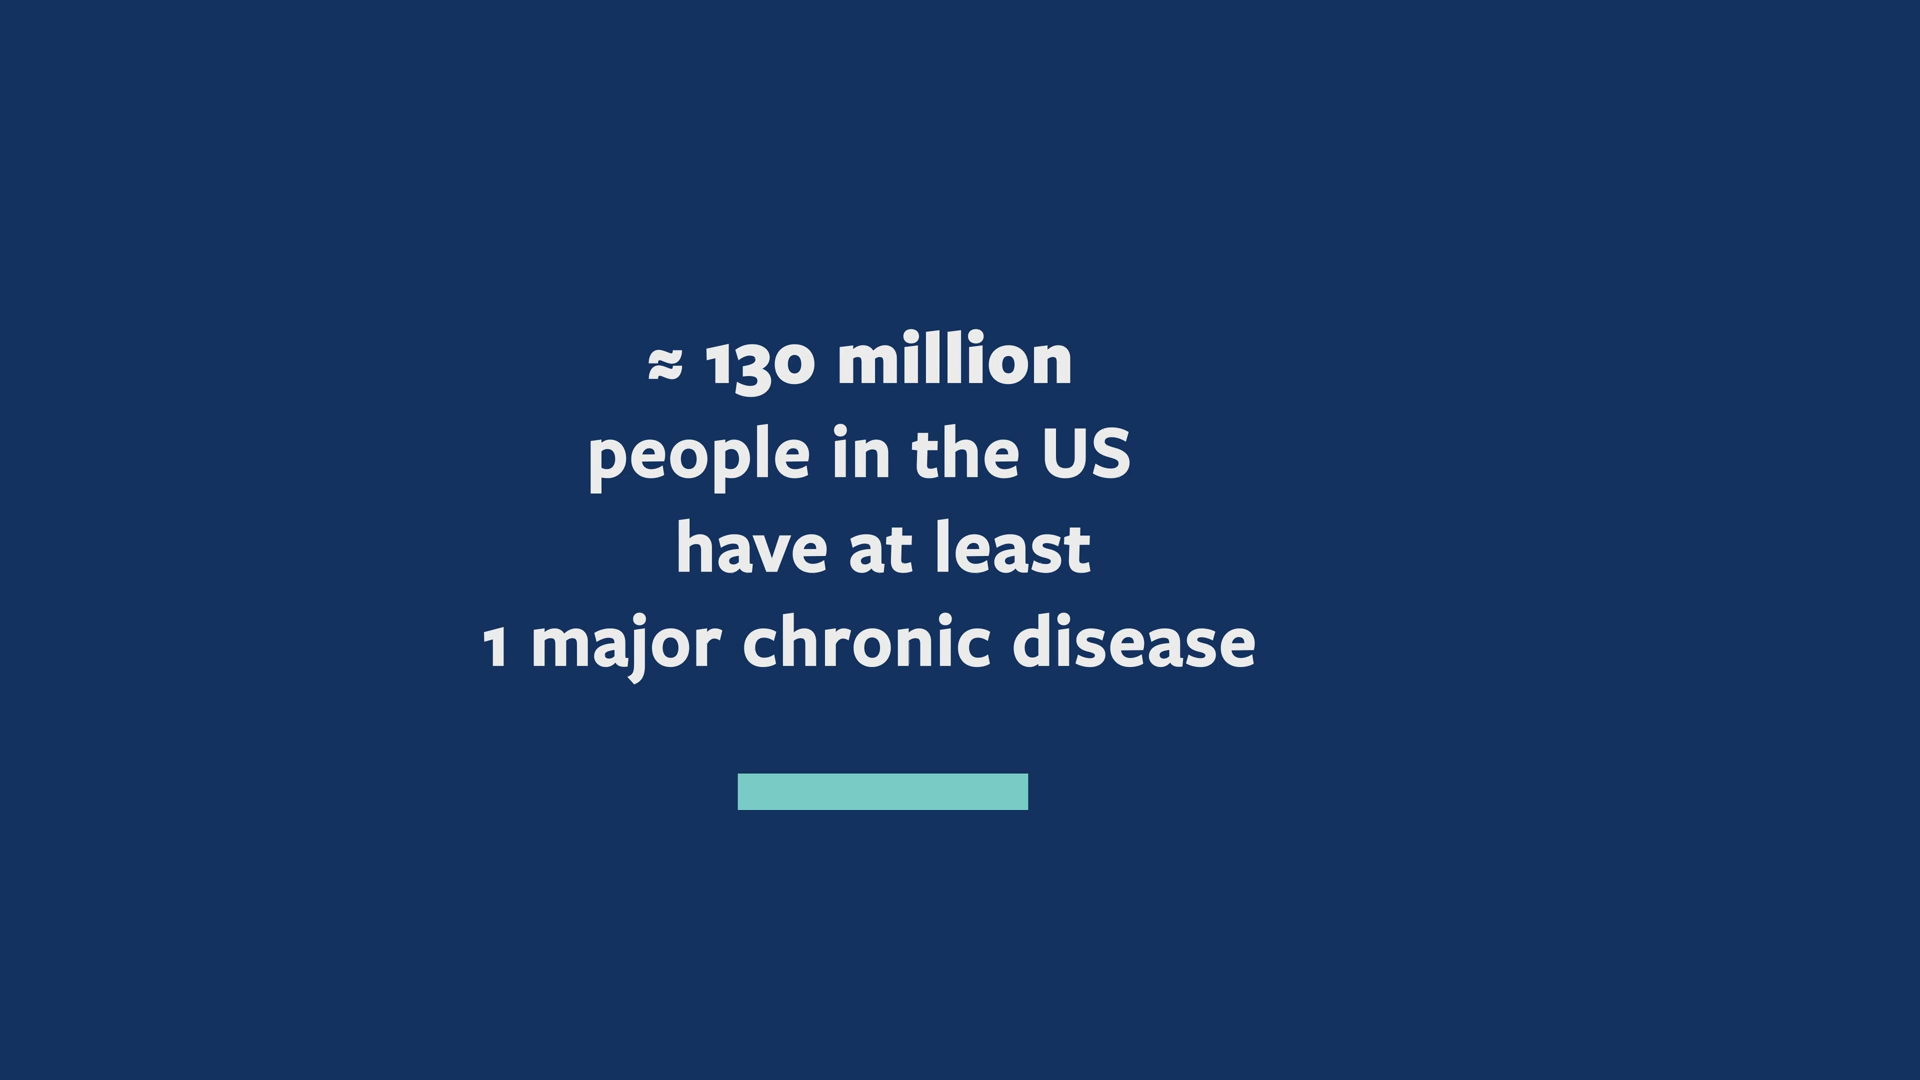 ≈ 130 million
people in the US
have at least
1 major chronic disease